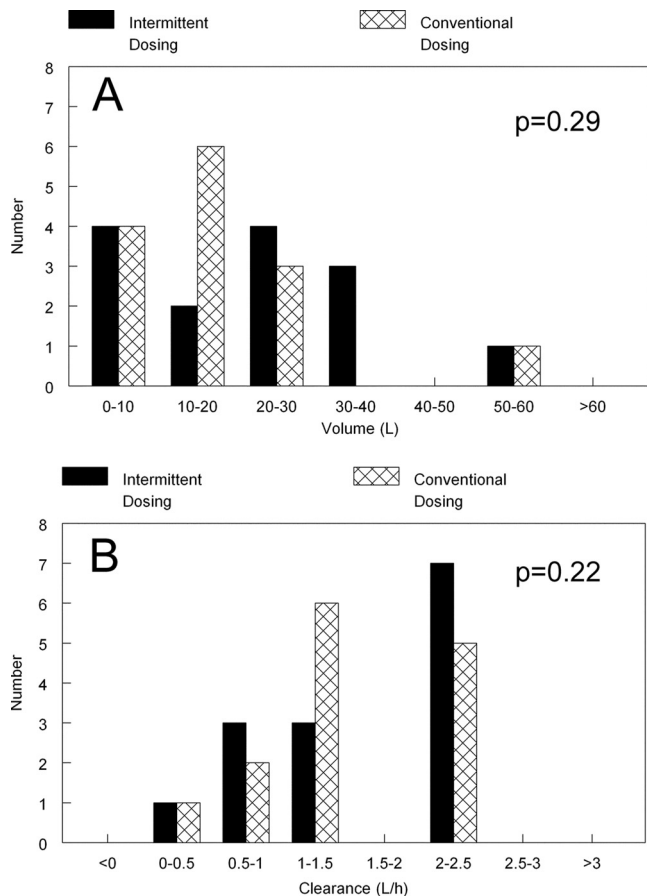 Intermittent Dosing
Conventional Dosing
A
p=0.29
8
7
6
5
4
3
2
1
0
Number
0-10 10-20 20-30 30-40 40-50 50-60 >60
Volume (L)
Intermittent Dosing
Conventional Dosing
B
p=0.22
8
7
6
5
4
3
2
1
0
Number
<0 0-0.5 0.5-1 1-1.5 1.5-2 2-2.5 2.5-3 >3
Clearance (L/h)